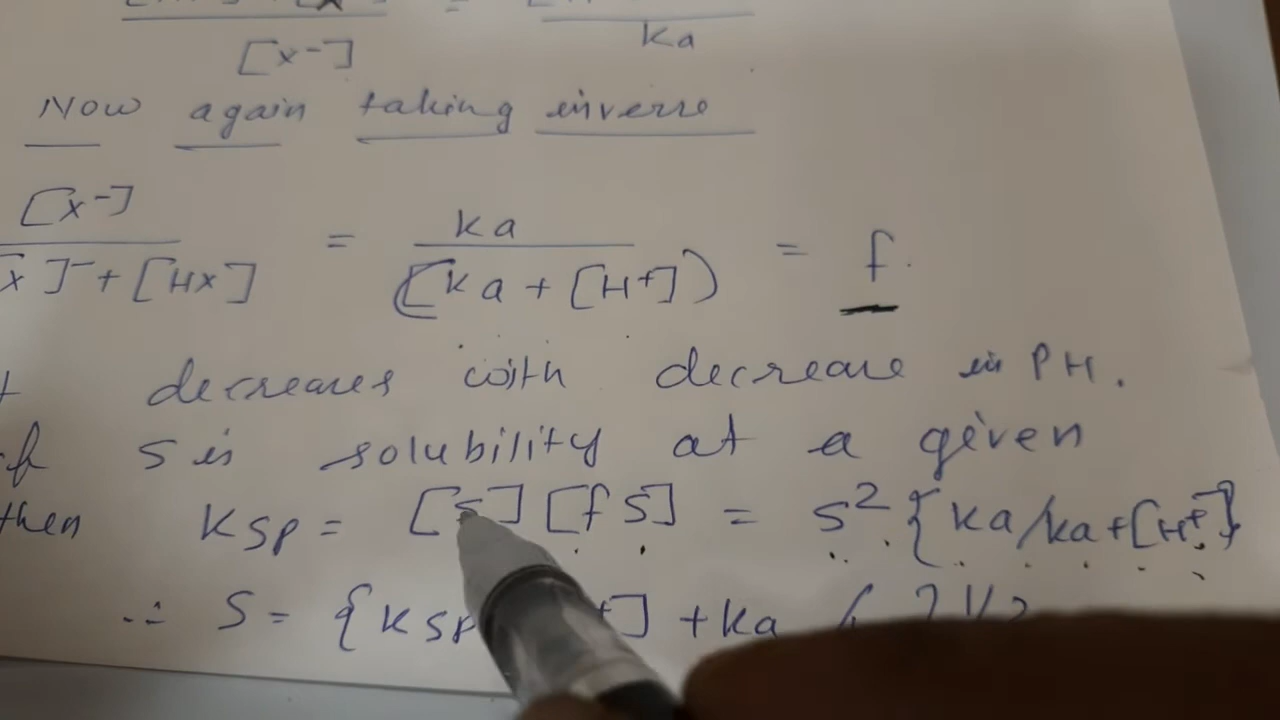 [x-] ka
Now again taking inverse
[x-] / x]- + [Hx] = ka / ([ka + [H+]) = f.
decreases with decrease in PH.
s is solubility at a given
then Ksp = [s] [f s] = s2 {ka/ka+[H+]}
∴ S = {Ksp +] + ka